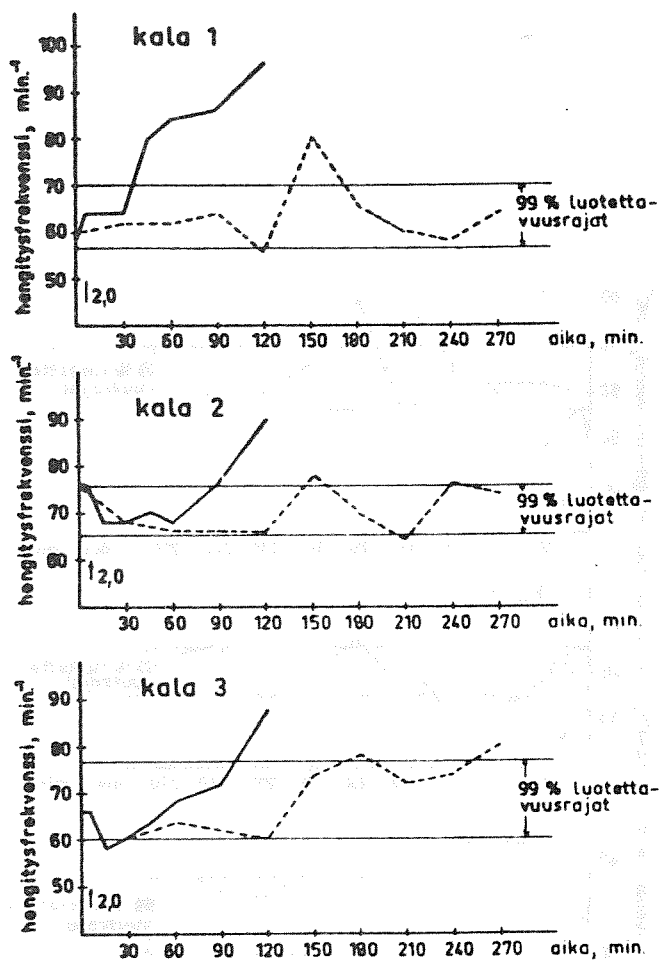 kala 1
hengitysfrekvenssi, min.⁻¹
100
90
80
70
60
50
2,0
99 % luotetta-
vuusrajat
30 60 90 120 150 180 210 240 270 aika, min.
kala 2
hengitysfrekvenssi, min.⁻¹
90
80
70
60
2,0
99 % luotetta-
vuusrajat
30 60 90 120 150 180 210 240 270 aika, min.
kala 3
hengitysfrekvenssi, min.⁻¹
90
80
70
60
50
2,0
99 % luotetta-
vuusrajat
30 60 90 120 150 180 210 240 270 aika, min.